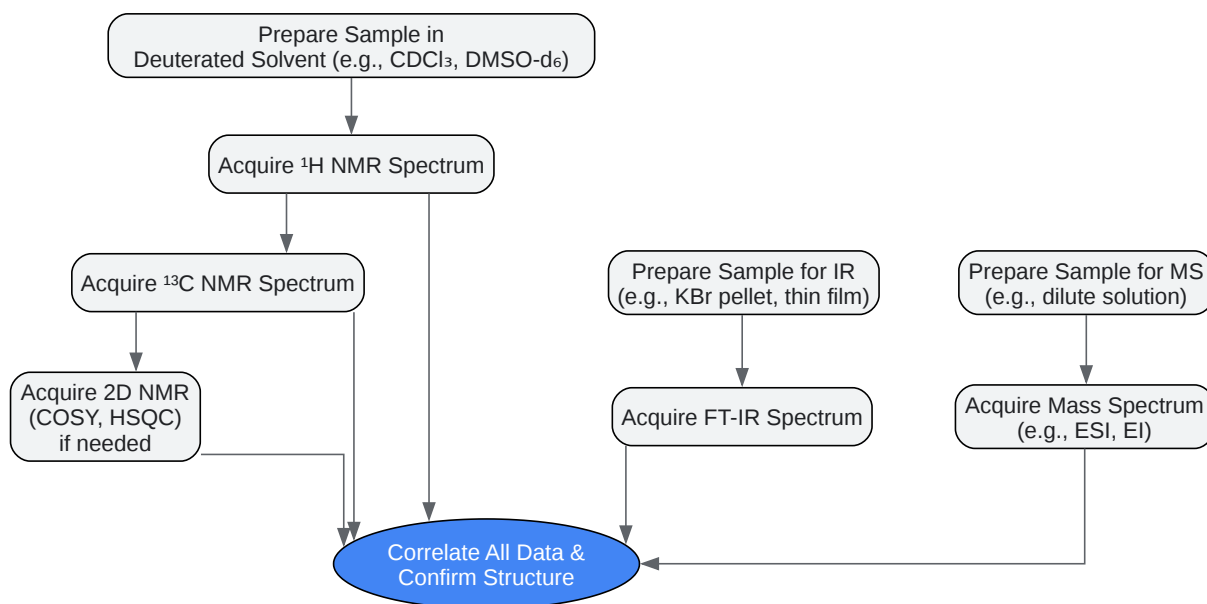 Prepare Sample in
Deuterated Solvent (e.g., CDCl₃, DMSO-d₆)
Acquire ¹H NMR Spectrum
Acquire ¹³C NMR Spectrum
Prepare Sample for IR
(e.g., KBr pellet, thin film)
Prepare Sample for MS
(e.g., dilute solution)
Acquire 2D NMR
(COSY, HSQC)
if needed
Acquire FT-IR Spectrum
Acquire Mass Spectrum
(e.g., ESI, EI)
Correlate All Data &
Confirm Structure